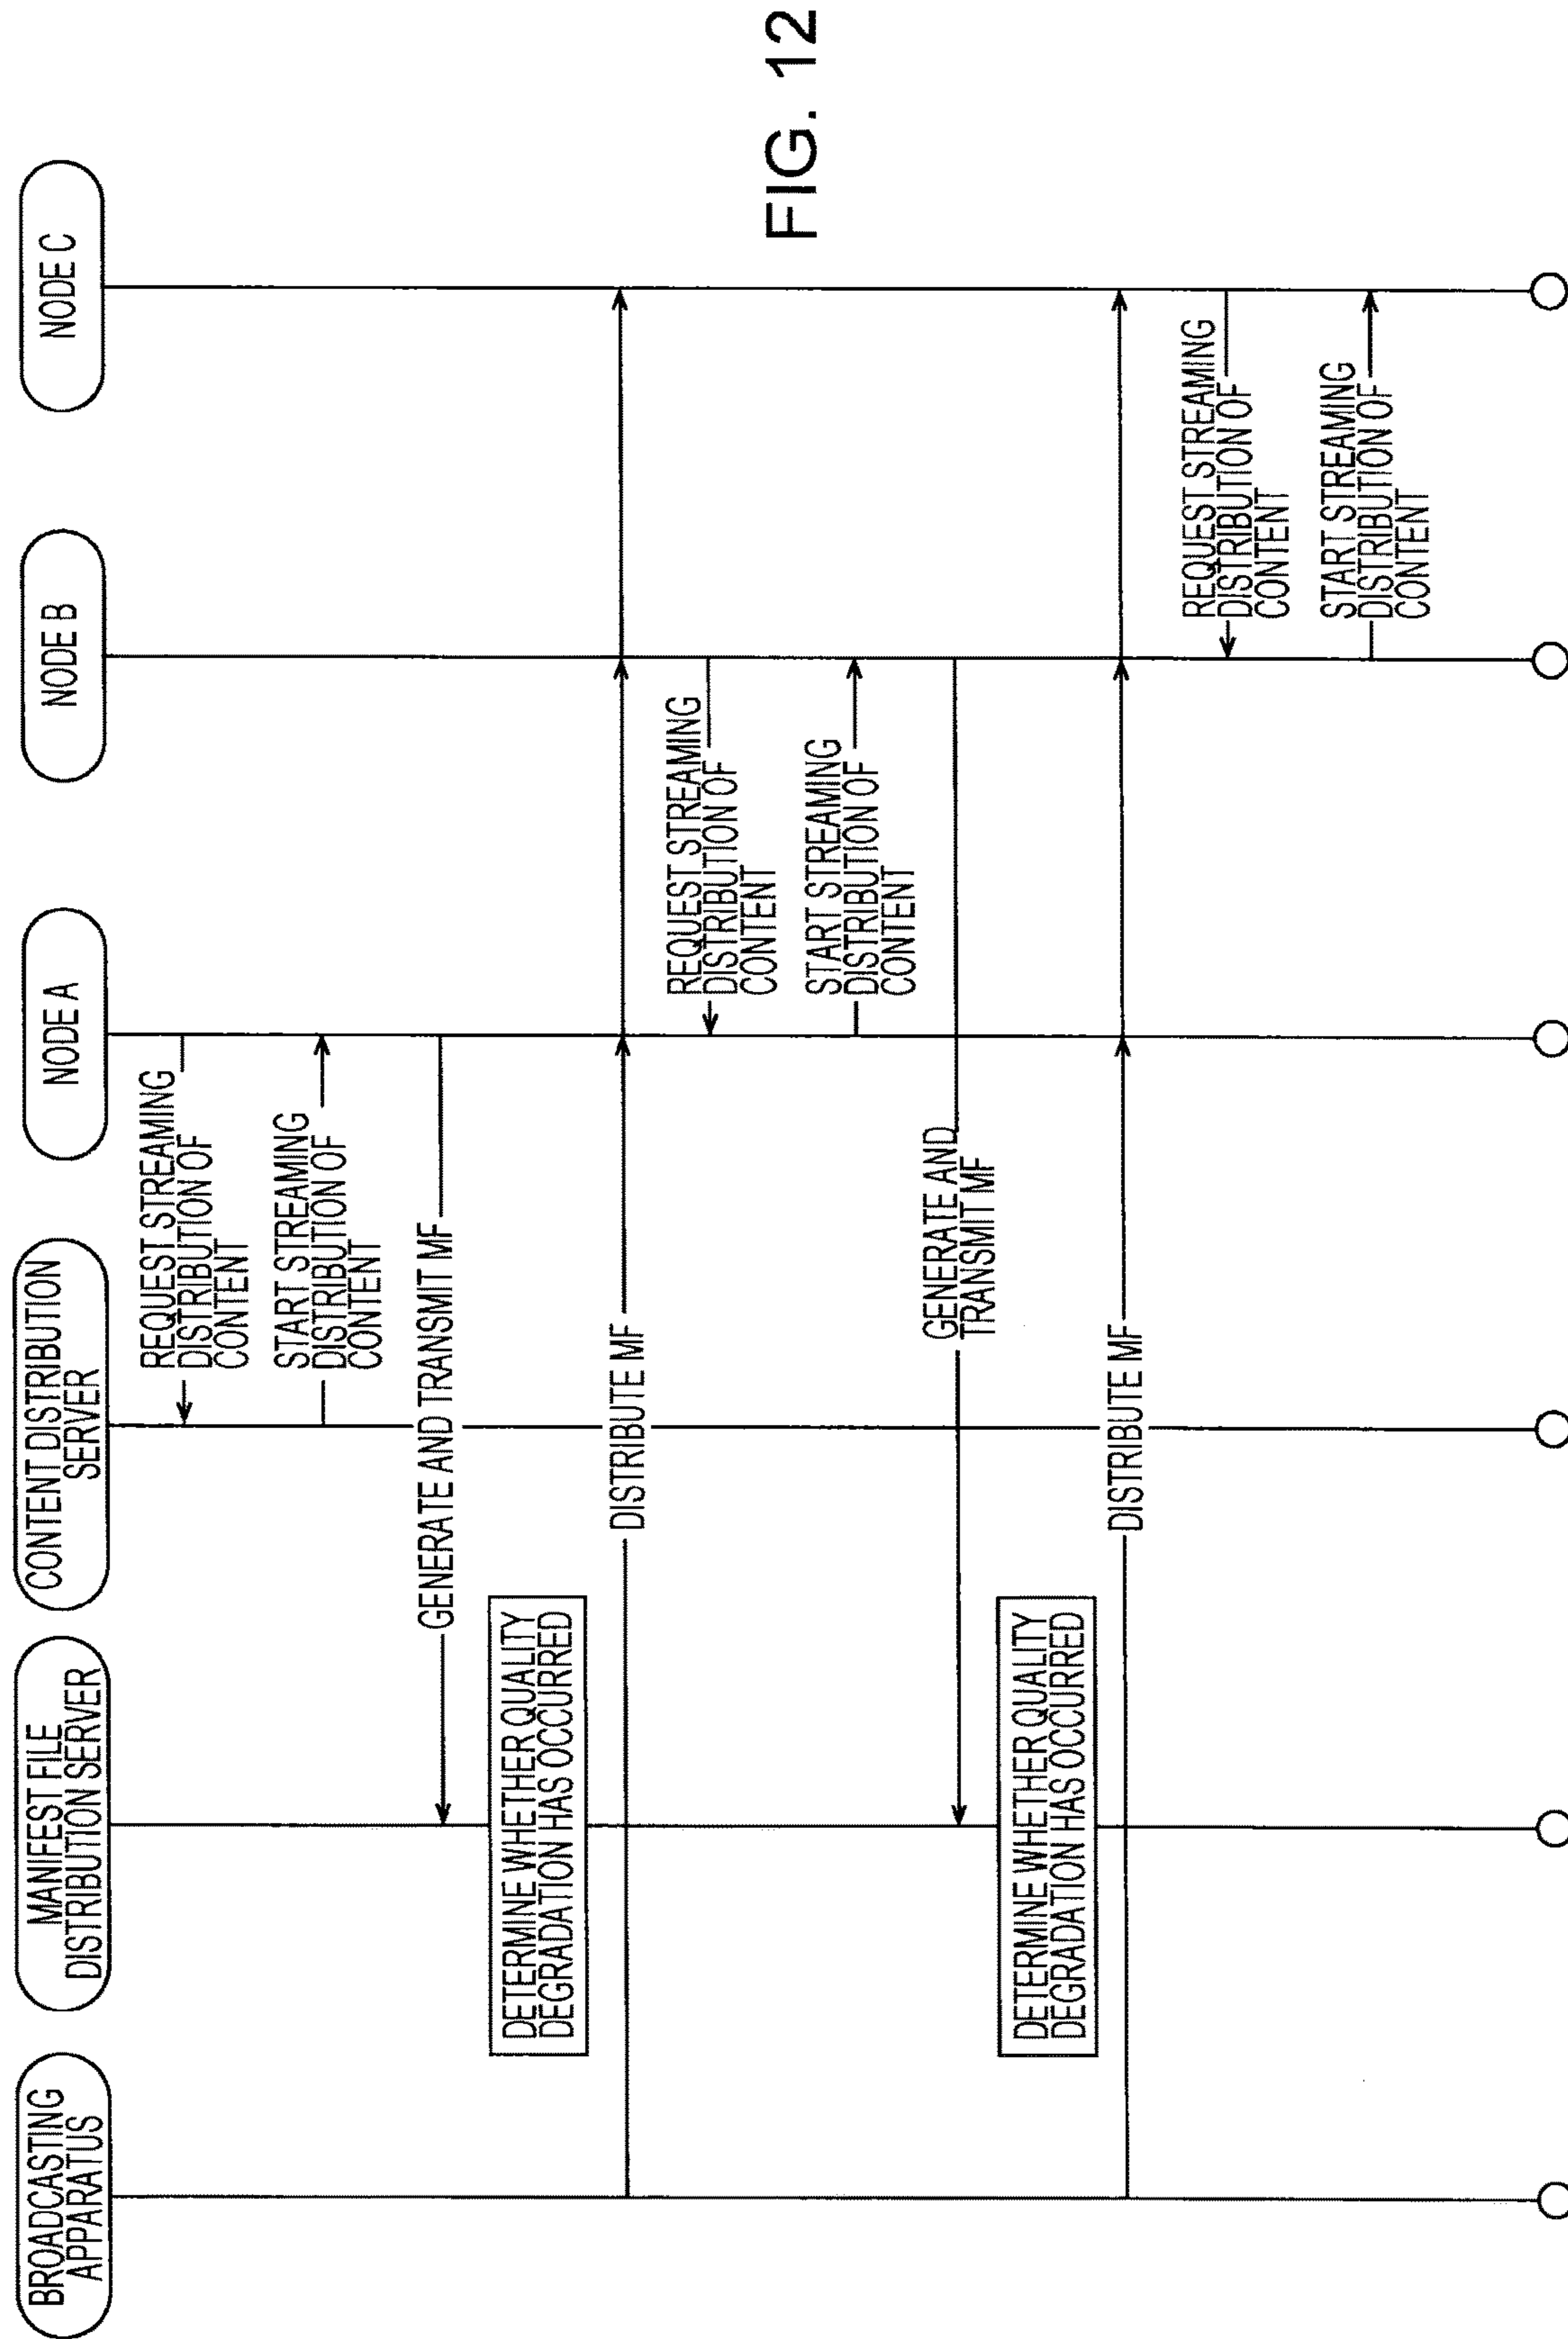 BROADCASTING
APPARATUS
MANIFEST FILE
DISTRIBUTION SERVER
CONTENT DISTRIBUTION
SERVER
NODE A
NODE B
NODE C
REQUEST STREAMING
DISTRIBUTION OF
CONTENT
START STREAMING
DISTRIBUTION OF
CONTENT
GENERATE AND TRANSMIT MF
DETERMINE WHETHER QUALITY
DEGRADATION HAS OCCURRED
DISTRIBUTE MF
REQUEST STREAMING
DISTRIBUTION OF
CONTENT
START STREAMING
DISTRIBUTION OF
CONTENT
GENERATE AND
TRANSMIT MF
DETERMINE WHETHER QUALITY
DEGRADATION HAS OCCURRED
DISTRIBUTE MF
REQUEST STREAMING
DISTRIBUTION OF
CONTENT
START STREAMING
DISTRIBUTION OF
CONTENT
FIG. 12